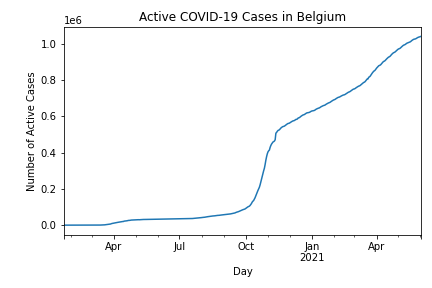 Active COVID-19 Cases in Belgium
1e6
Number of Active Cases
1.0
0.8
0.6
0.4
0.2
0.0
Apr Jul Oct Jan Apr
2021
Day